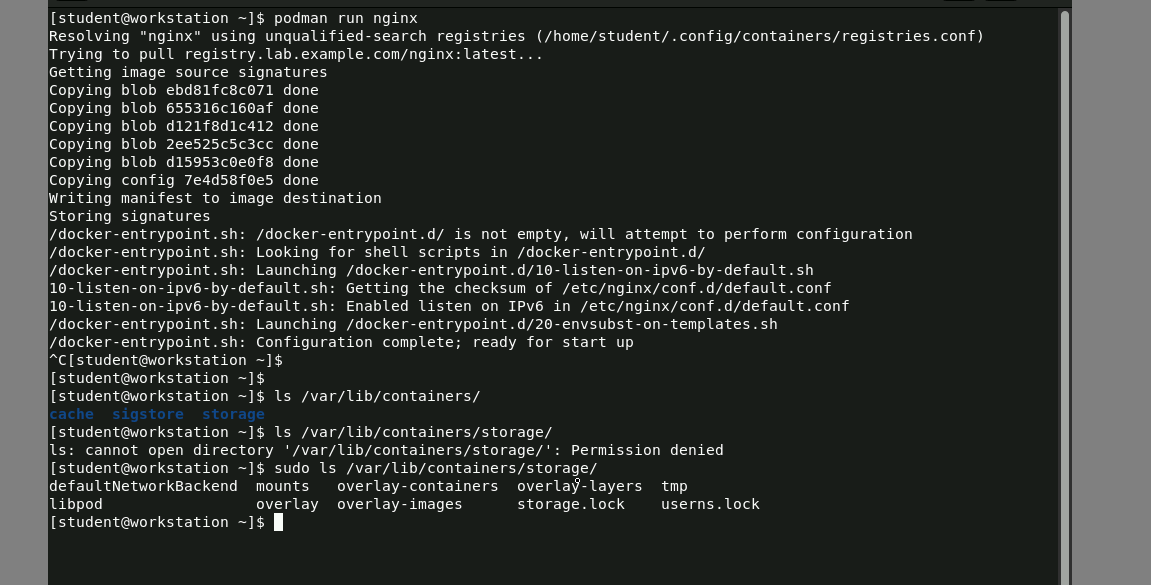 [student@workstation ~]$ podman run nginx
Resolving "nginx" using unqualified-search registries (/home/student/.config/containers/registries.conf)
Trying to pull registry.lab.example.com/nginx:latest...
Getting image source signatures
Copying blob ebd81fc8c071 done
Copying blob 655316c160af done
Copying blob d121f8d1c412 done
Copying blob 2ee525c5c3cc done
Copying blob d15953c0e0f8 done
Copying config 7e4d58f0e5 done
Writing manifest to image destination
Storing signatures
/docker-entrypoint.sh: /docker-entrypoint.d/ is not empty, will attempt to perform configuration
/docker-entrypoint.sh: Looking for shell scripts in /docker-entrypoint.d/
/docker-entrypoint.sh: Launching /docker-entrypoint.d/10-listen-on-ipv6-by-default.sh
10-listen-on-ipv6-by-default.sh: Getting the checksum of /etc/nginx/conf.d/default.conf
10-listen-on-ipv6-by-default.sh: Enabled listen on IPv6 in /etc/nginx/conf.d/default.conf
/docker-entrypoint.sh: Launching /docker-entrypoint.d/20-envsubst-on-templates.sh
/docker-entrypoint.sh: Configuration complete; ready for start up
^C[student@workstation ~]$
[student@workstation ~]$
[student@workstation ~]$ ls /var/lib/containers/
cache  sigstore  storage
[student@workstation ~]$ ls /var/lib/containers/storage/
ls: cannot open directory '/var/lib/containers/storage/': Permission denied
[student@workstation ~]$ sudo ls /var/lib/containers/storage/
defaultNetworkBackend  mounts   overlay-containers  overlay-layers  tmp
libpod                 overlay  overlay-images      storage.lock    userns.lock
[student@workstation ~]$